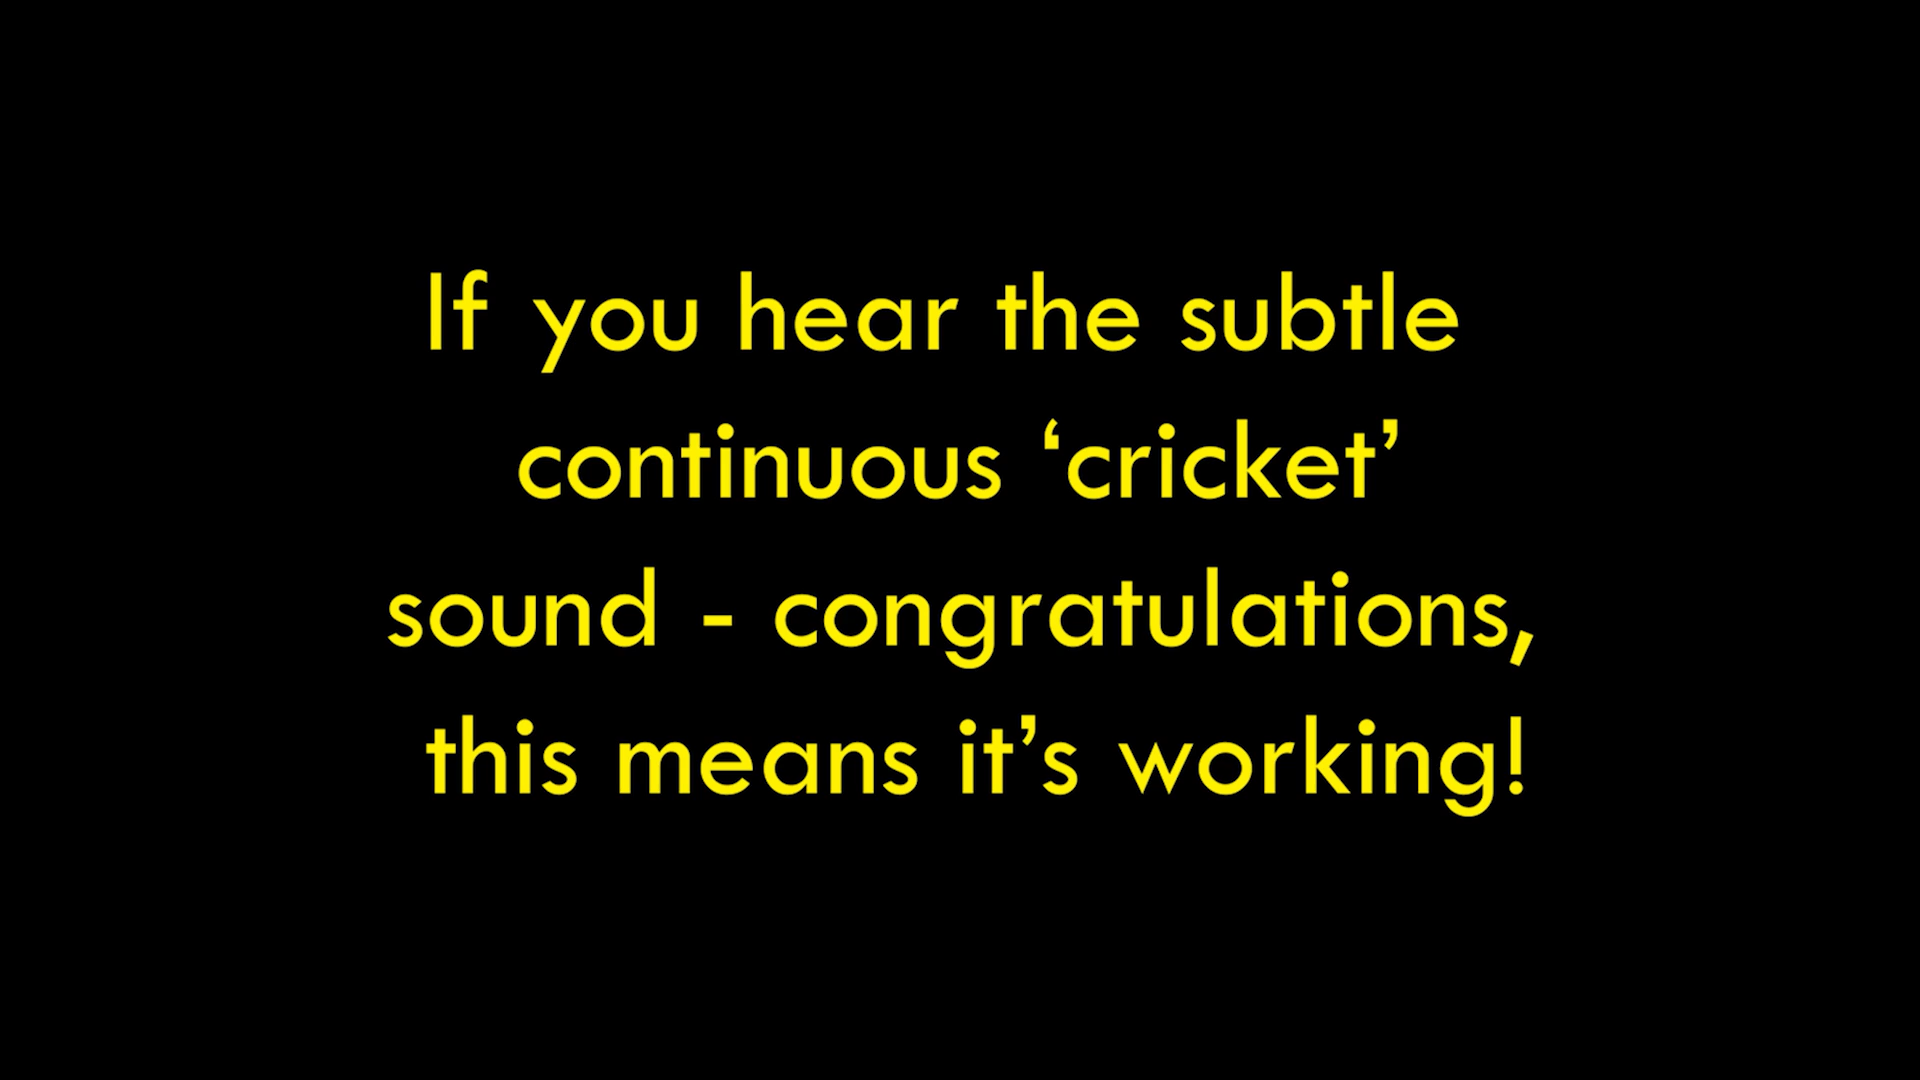 If you hear the subtle
continuous ‘cricket’
sound - congratulations,
this means it’s working!